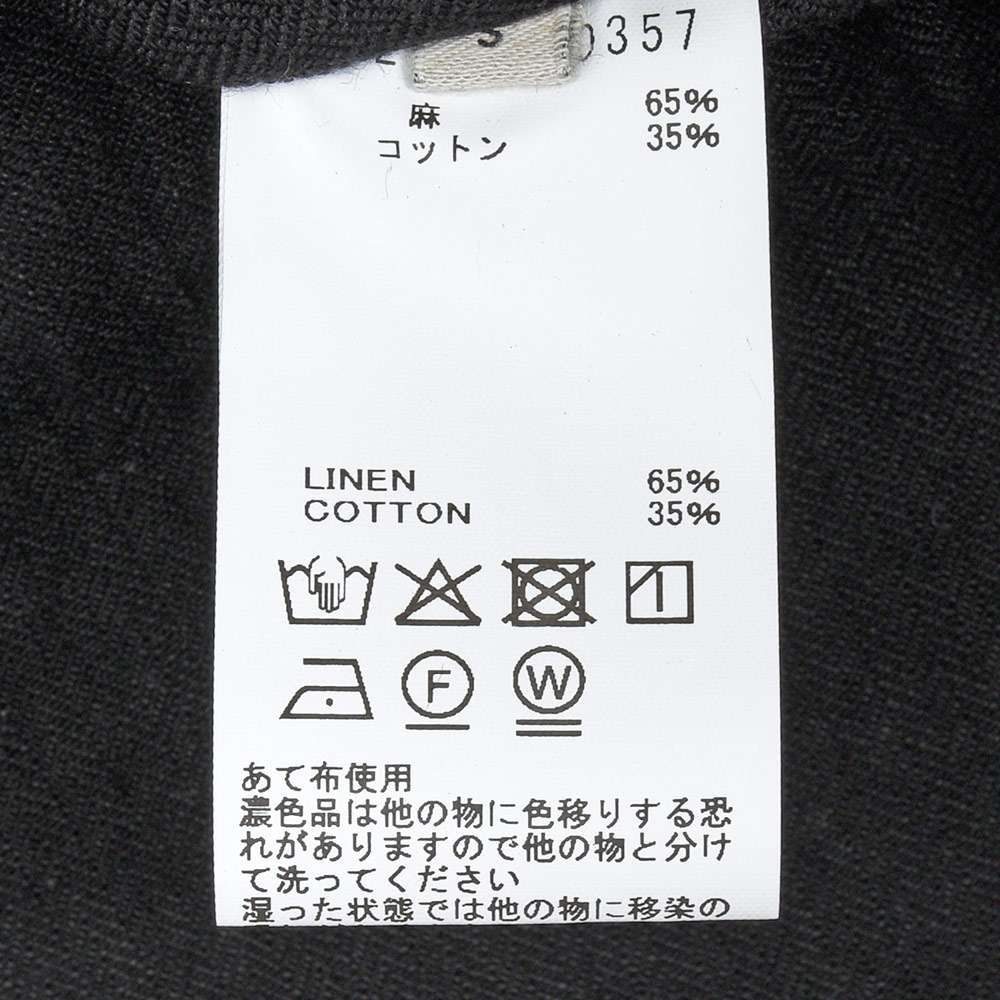 357
麻 65%
コットン 35%
LINEN 65%
COTTON 35%
F W
あて布使用
濃色品は他の物に色移りする恐
れがありますので他の物と分け
て洗ってください
湿った状態では他の物に移染の